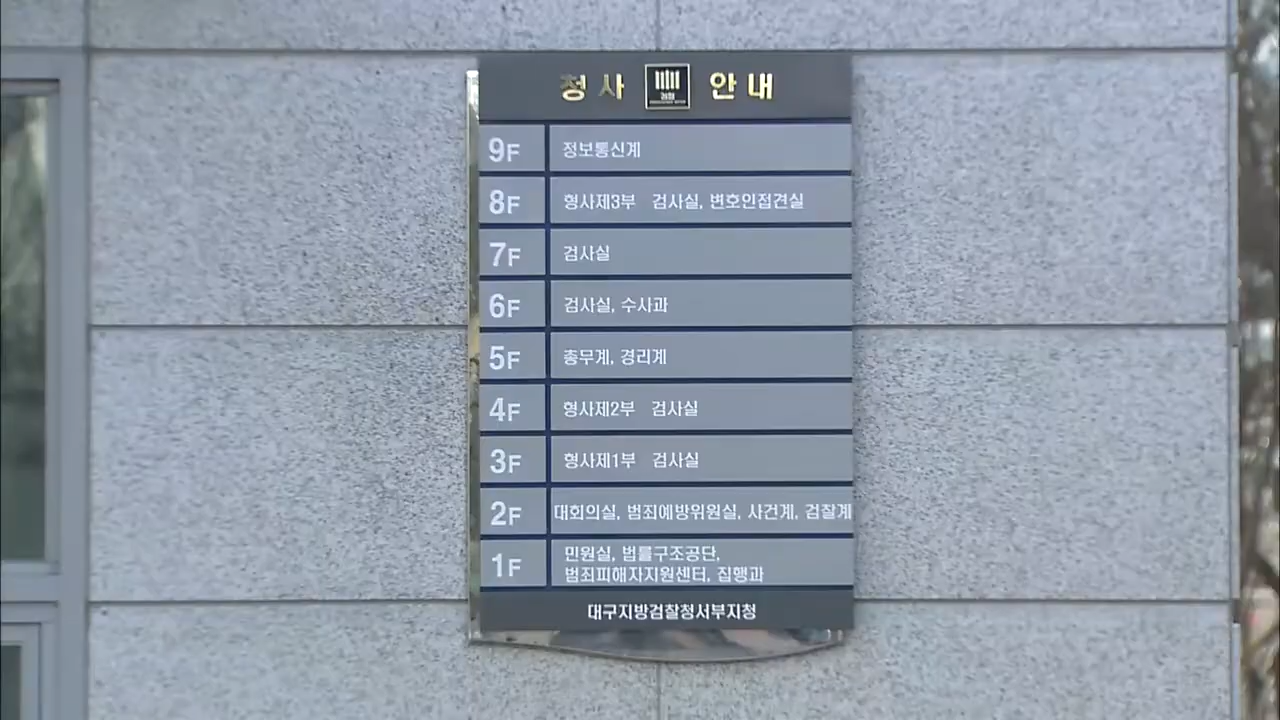 청사 검찰 안내
9F 정보통신계
8F 형사제3부 검사실, 변호인접견실
7F 검사실
6F 검사실, 수사과
5F 총무계, 경리계
4F 형사제2부 검사실
3F 형사제1부 검사실
2F 대회의실, 범죄예방위원실, 사건계, 검찰계
1F 민원실, 법률구조공단,
범죄피해자지원센터, 집행과
대구지방검찰청서부지청